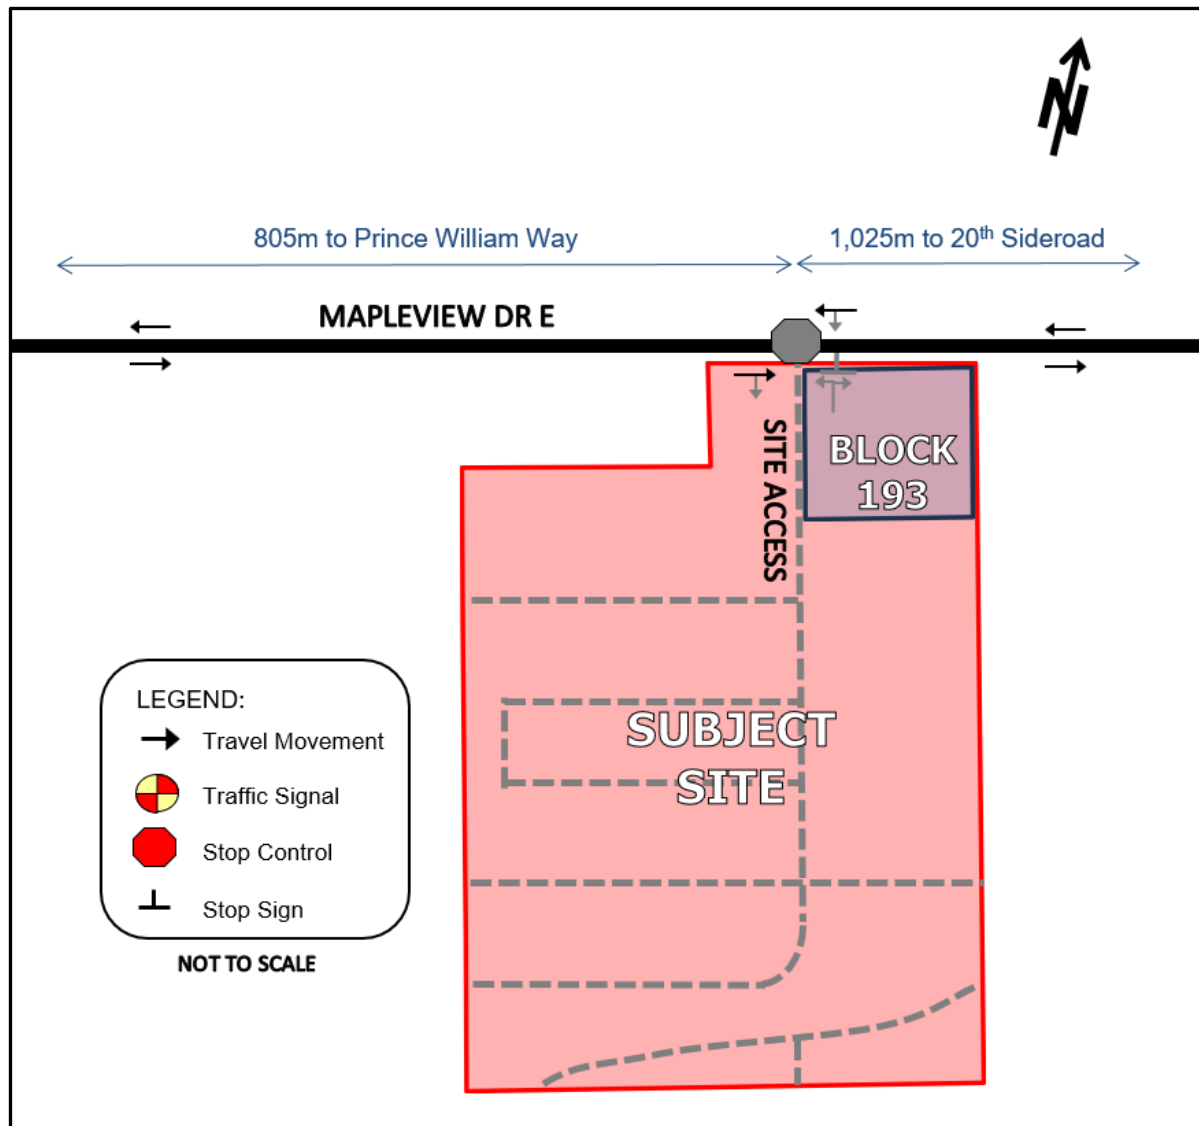 N
805m to Prince William Way
1,025m to 20th Sideroad
MAPLEVIEW DR E
SITE ACCESS
BLOCK
193
SUBJECT
SITE
LEGEND:
Travel Movement
Traffic Signal
Stop Control
Stop Sign
NOT TO SCALE